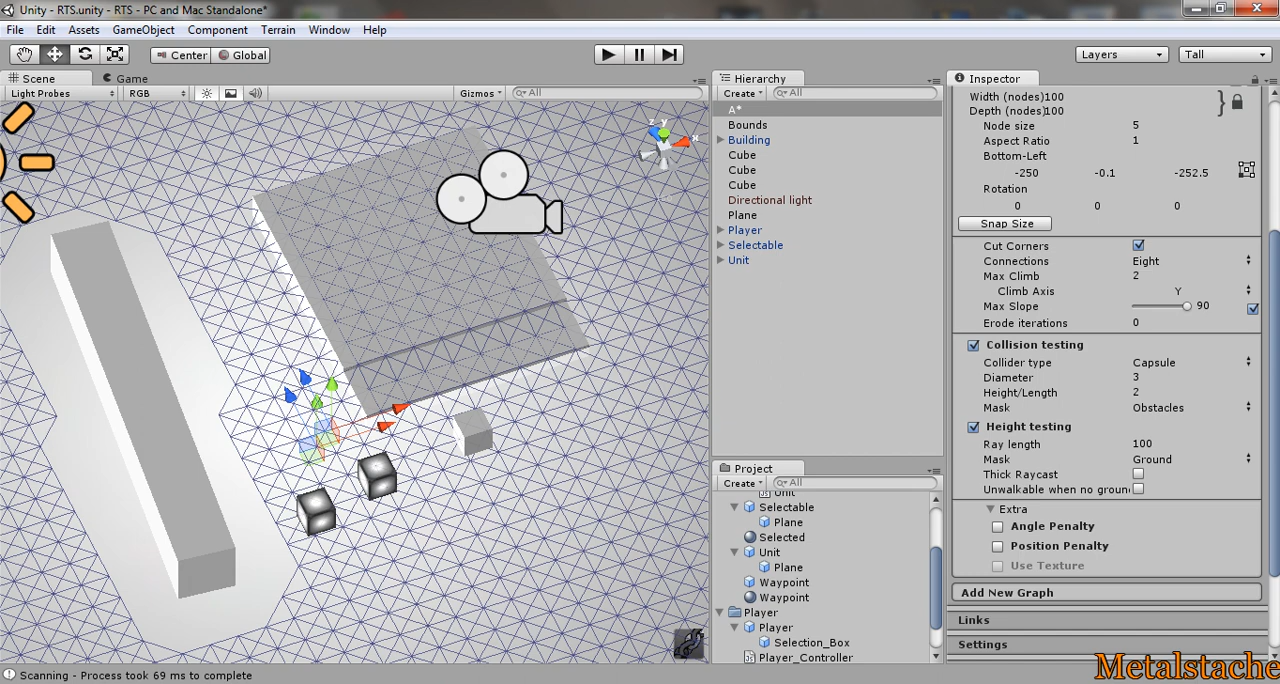 Unity - RTS.unity - RTS - PC and Mac Standalone*
File Edit Assets GameObject Component Terrain Window Help
Center Global
Layers Tall
Scene Game
Light Probes RGB Gizmos All
z y x
Hierarchy
Create All
A*
Bounds
Building
Cube
Cube
Cube
Directional light
Plane
Player
Selectable
Unit
Project
Create All
Unit
Selectable
Plane
Selected
Unit
Plane
Waypoint
Waypoint
Player
Player
Selection_Box
Player_Controller
Inspector
Width (nodes)100
Depth (nodes)100
Node size 5
Aspect Ratio 1
Bottom-Left
-250 -0.1 -252.5
Rotation
0 0 0
Snap Size
Cut Corners
Connections Eight
Max Climb 2
Climb Axis Y
Max Slope 90
Erode iterations 0
Collision testing
Collider type Capsule
Diameter 3
Height/Length 2
Mask Obstacles
Height testing
Ray length 100
Mask Ground
Thick Raycast
Unwalkable when no groun
Extra
Angle Penalty
Position Penalty
Use Texture
Add New Graph
Links
Settings
Scanning - Process took 69 ms to complete
Metalstache